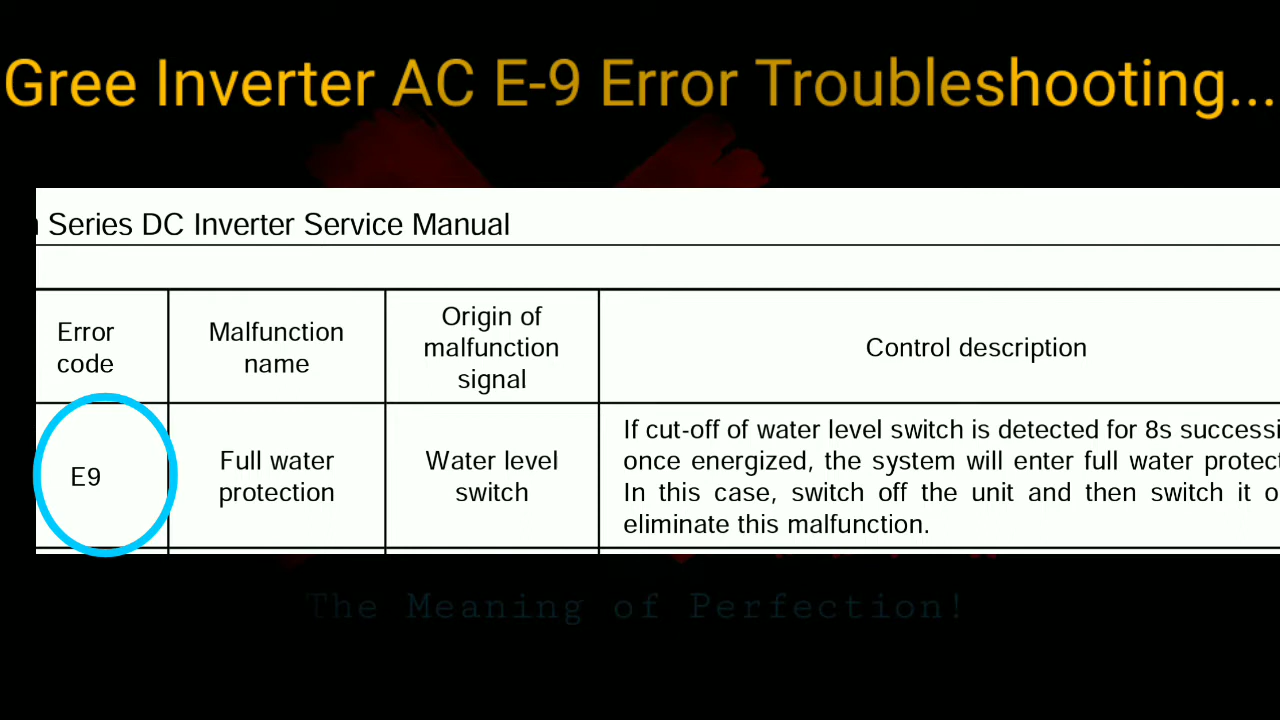 Gree Inverter AC E-9 Error Troubleshooting...
Series DC Inverter Service Manual
Error
code
Malfunction
name
Origin of
malfunction
signal
Control description
E9
Full water
protection
Water level
switch
If cut-off of water level switch is detected for 8s
once energized, the system will enter full water
In this case, switch off the unit and then switch it
eliminate this malfunction.
The Meaning of Perfection!